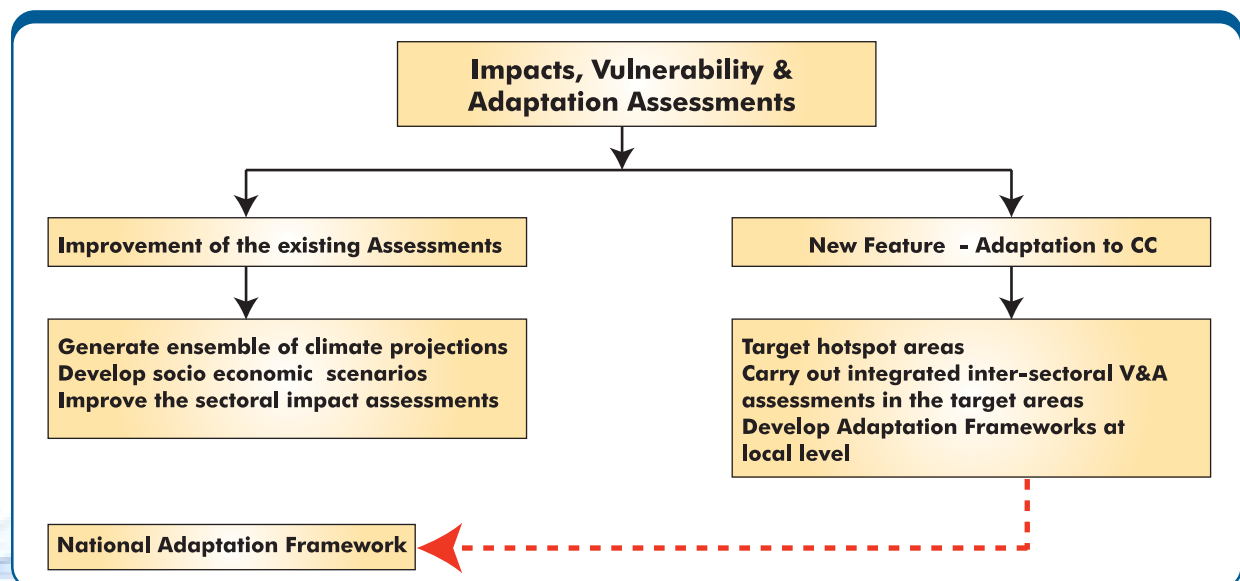 Impacts, Vulnerability &
Adaptation Assessments
Improvement of the existing Assessments
New Feature - Adaptation to CC
Generate ensemble of climate projections
Develop socio economic scenarios
Improve the sectoral impact assessments
Target hotspot areas
Carry out integrated inter-sectoral V&A
assessments in the target areas
Develop Adaptation Frameworks at
local level
National Adaptation Framework